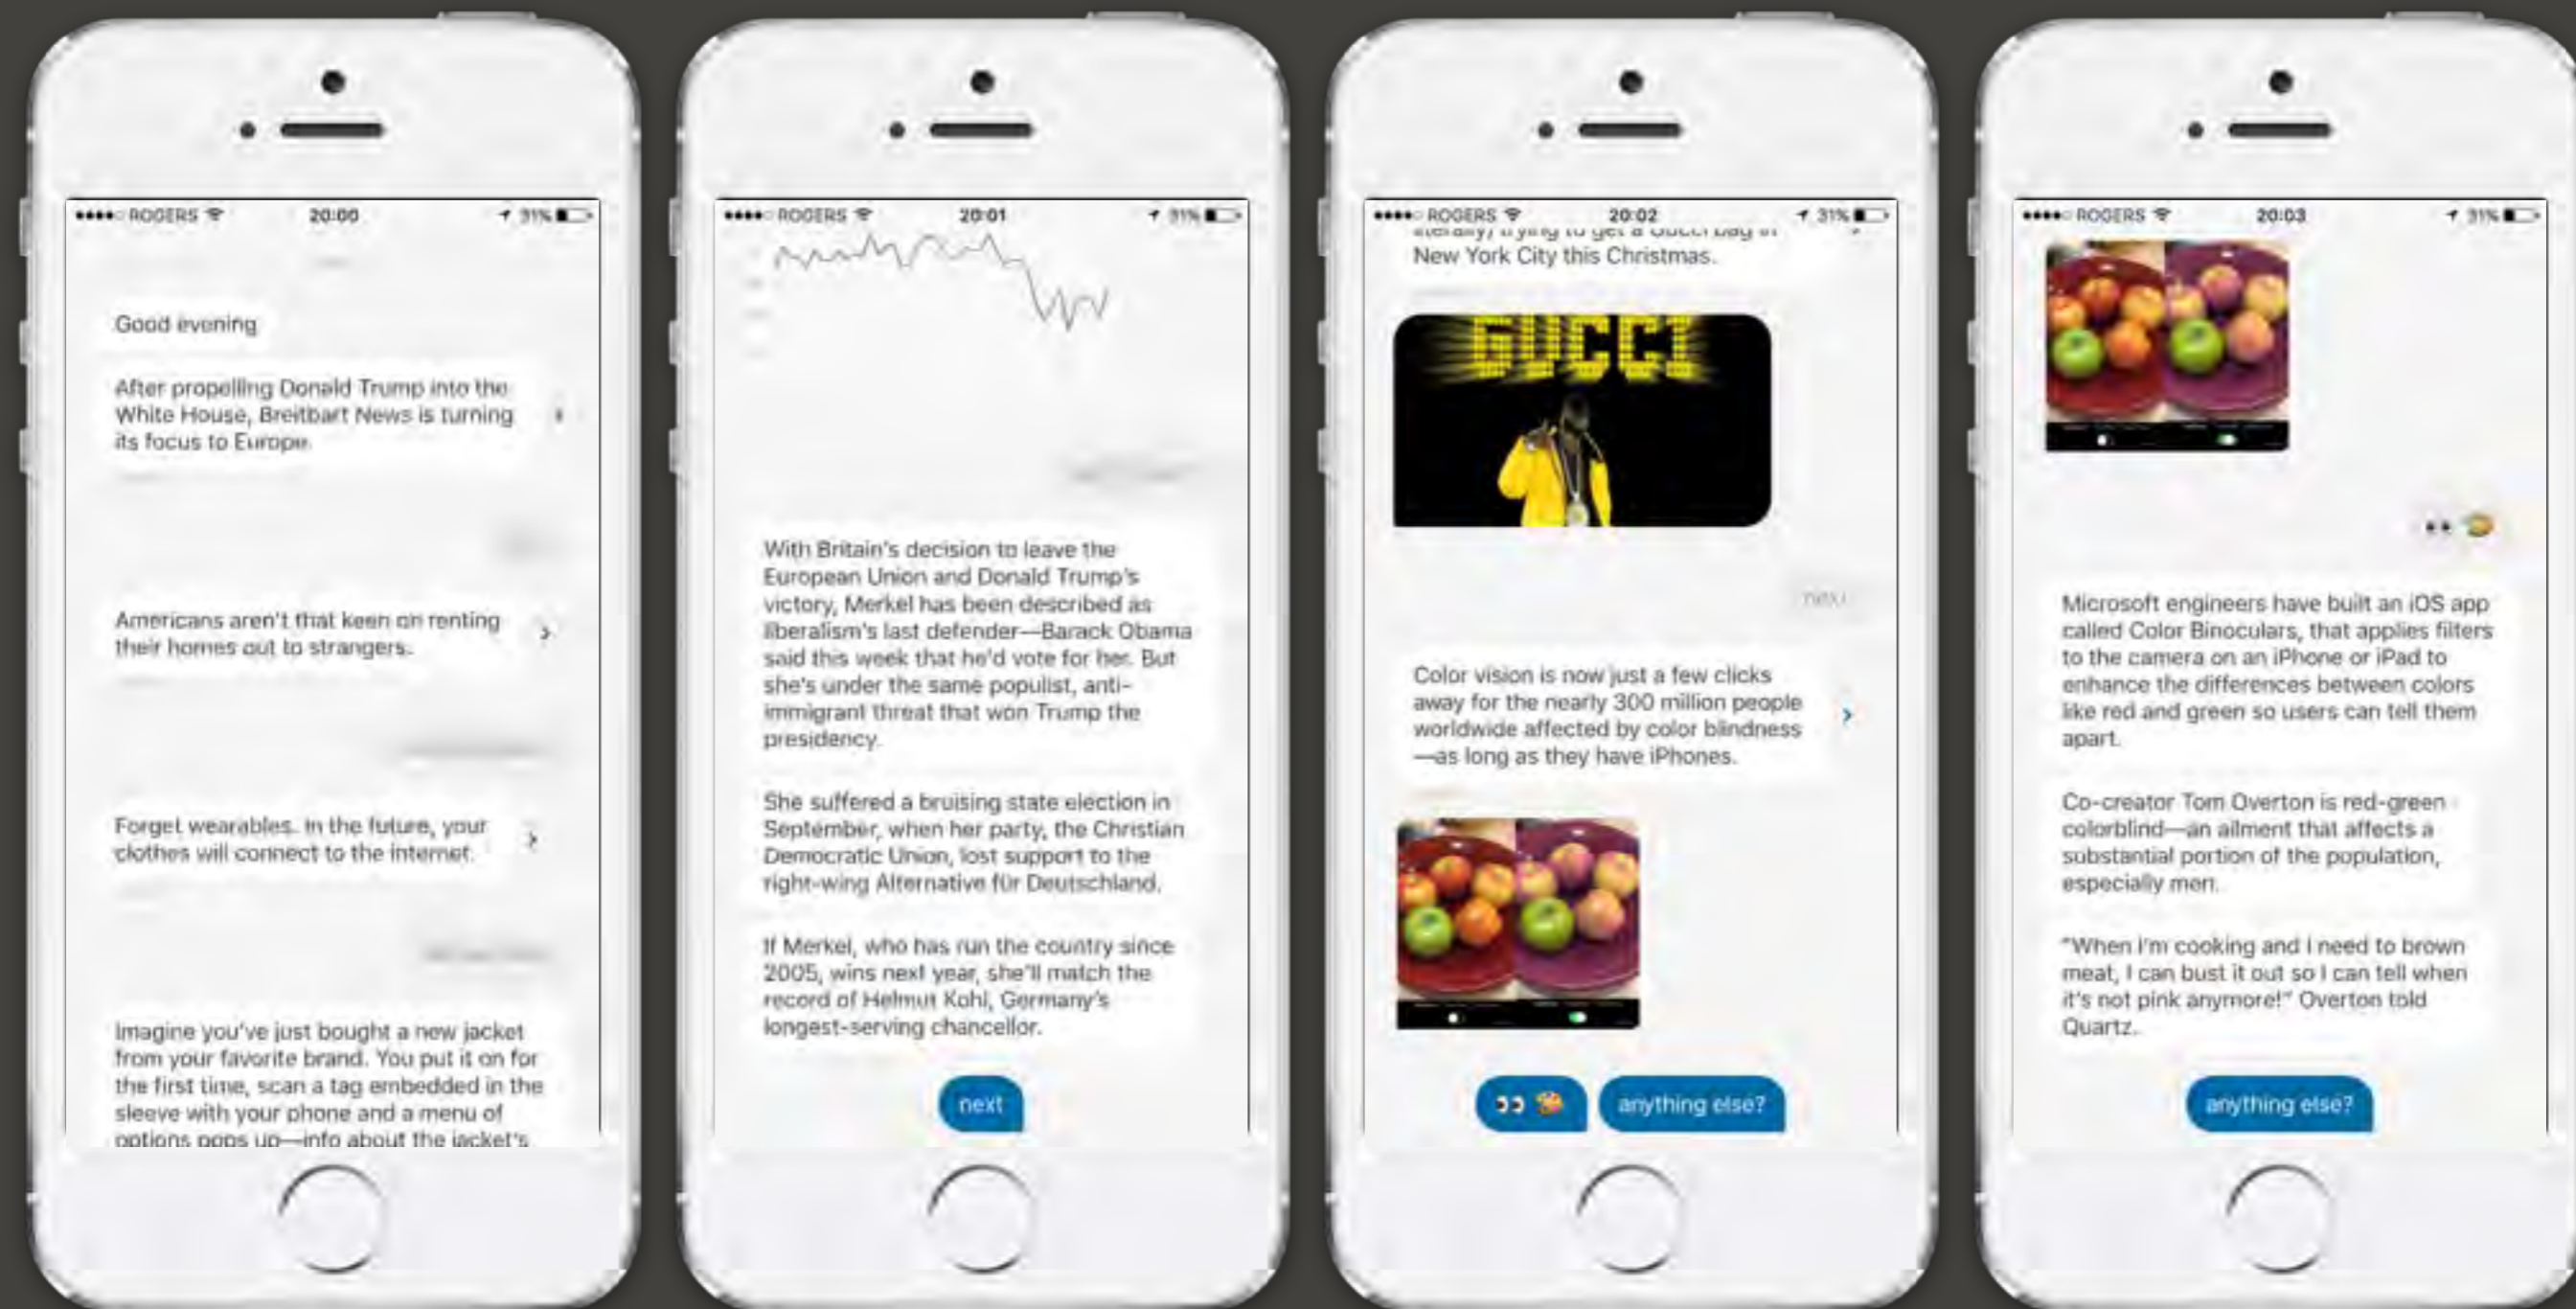 ROGERS 20:00 31%
Good evening
After propelling Donald Trump into the
White House, Breitbart News is turning
its focus to Europe.
Americans aren't that keen on renting
their homes out to strangers.
Forget wearables. In the future, your
clothes will connect to the internet.
Imagine you've just bought a new jacket
from your favorite brand. You put it on for
the first time, scan a tag embedded in the
sleeve with your phone and a menu of
options pops up—info about the jacket's
ROGERS 20:01 31%
With Britain's decision to leave the
European Union and Donald Trump's
victory, Merkel has been described as
liberalism's last defender—Barack Obama
said this week that he'd vote for her. But
she's under the same populist, anti-
immigrant threat that won Trump the
presidency.
She suffered a bruising state election in
September, when her party, the Christian
Democratic Union, lost support to the
right-wing Alternative für Deutschland.
If Merkel, who has run the country since
2005, wins next year, she'll match the
record of Helmut Kohl, Germany's
longest-serving chancellor.
next
ROGERS 20:02 31%
literally) trying to get a Gucci bag in
New York City this Christmas.
GUCCI
next
Color vision is now just a few clicks
away for the nearly 300 million people
worldwide affected by color blindness
—as long as they have iPhones.
anything else?
ROGERS 20:03 31%
Microsoft engineers have built an iOS app
called Color Binoculars, that applies filters
to the camera on an iPhone or iPad to
enhance the differences between colors
like red and green so users can tell them
apart.
Co-creator Tom Overton is red-green
colorblind—an ailment that affects a
substantial portion of the population,
especially men.
"When I'm cooking and I need to brown
meat, I can bust it out so I can tell when
it's not pink anymore!" Overton told
Quartz.
anything else?